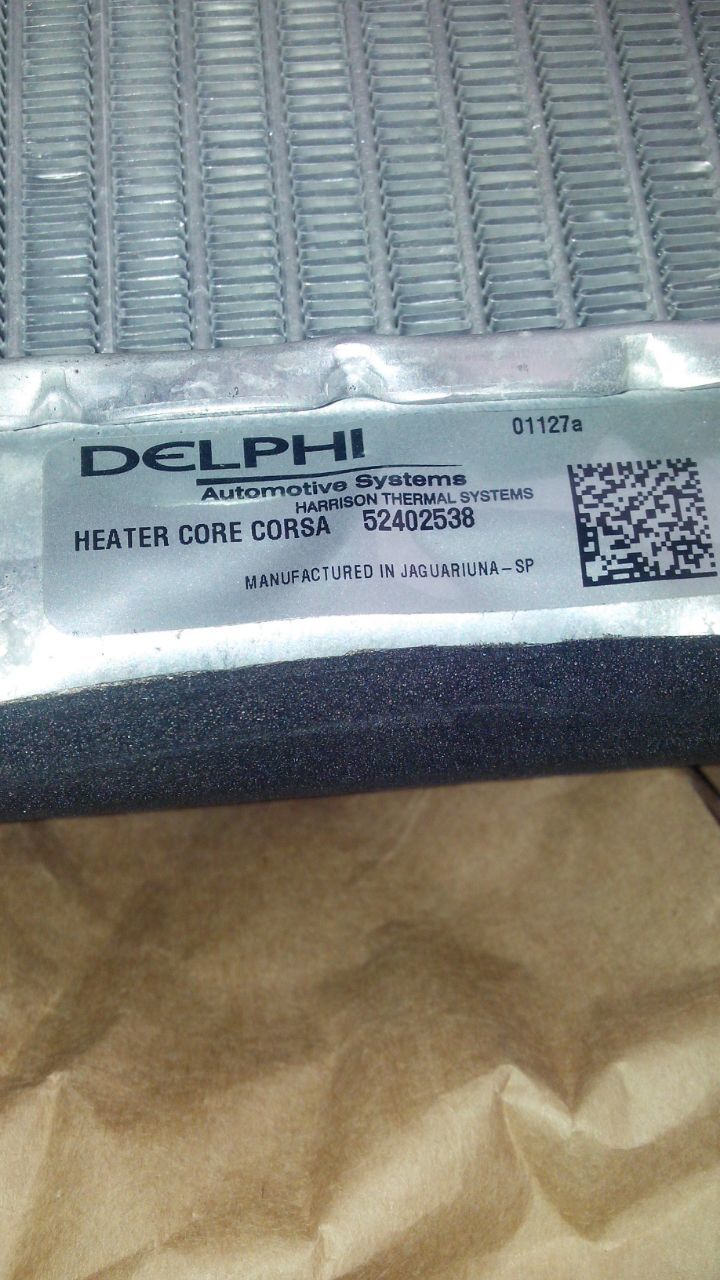 DELPHI 01127a
Automotive Systems
HARRISON THERMAL SYSTEMS
HEATER CORE CORSA 52402538
MANUFACTURED IN JAGUARIUNA-SP